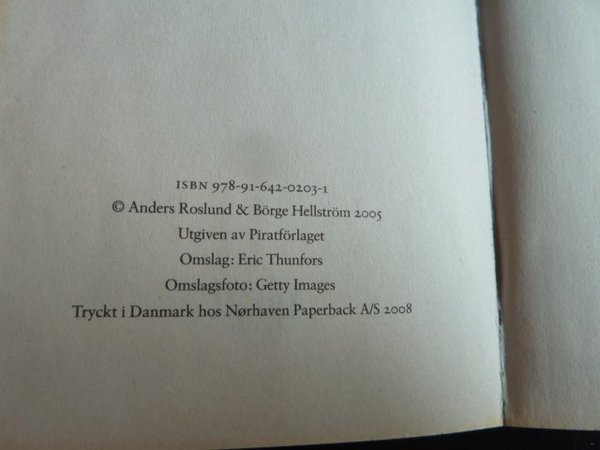 ISBN 978-91-642-0203-1
© Anders Roslund & Börge Hellström 2005
Utgiven av Piratförlaget
Omslag: Eric Thunfors
Omslagsfoto: Getty Images
Tryckt i Danmark hos Nørhaven Paperback A/S 2008